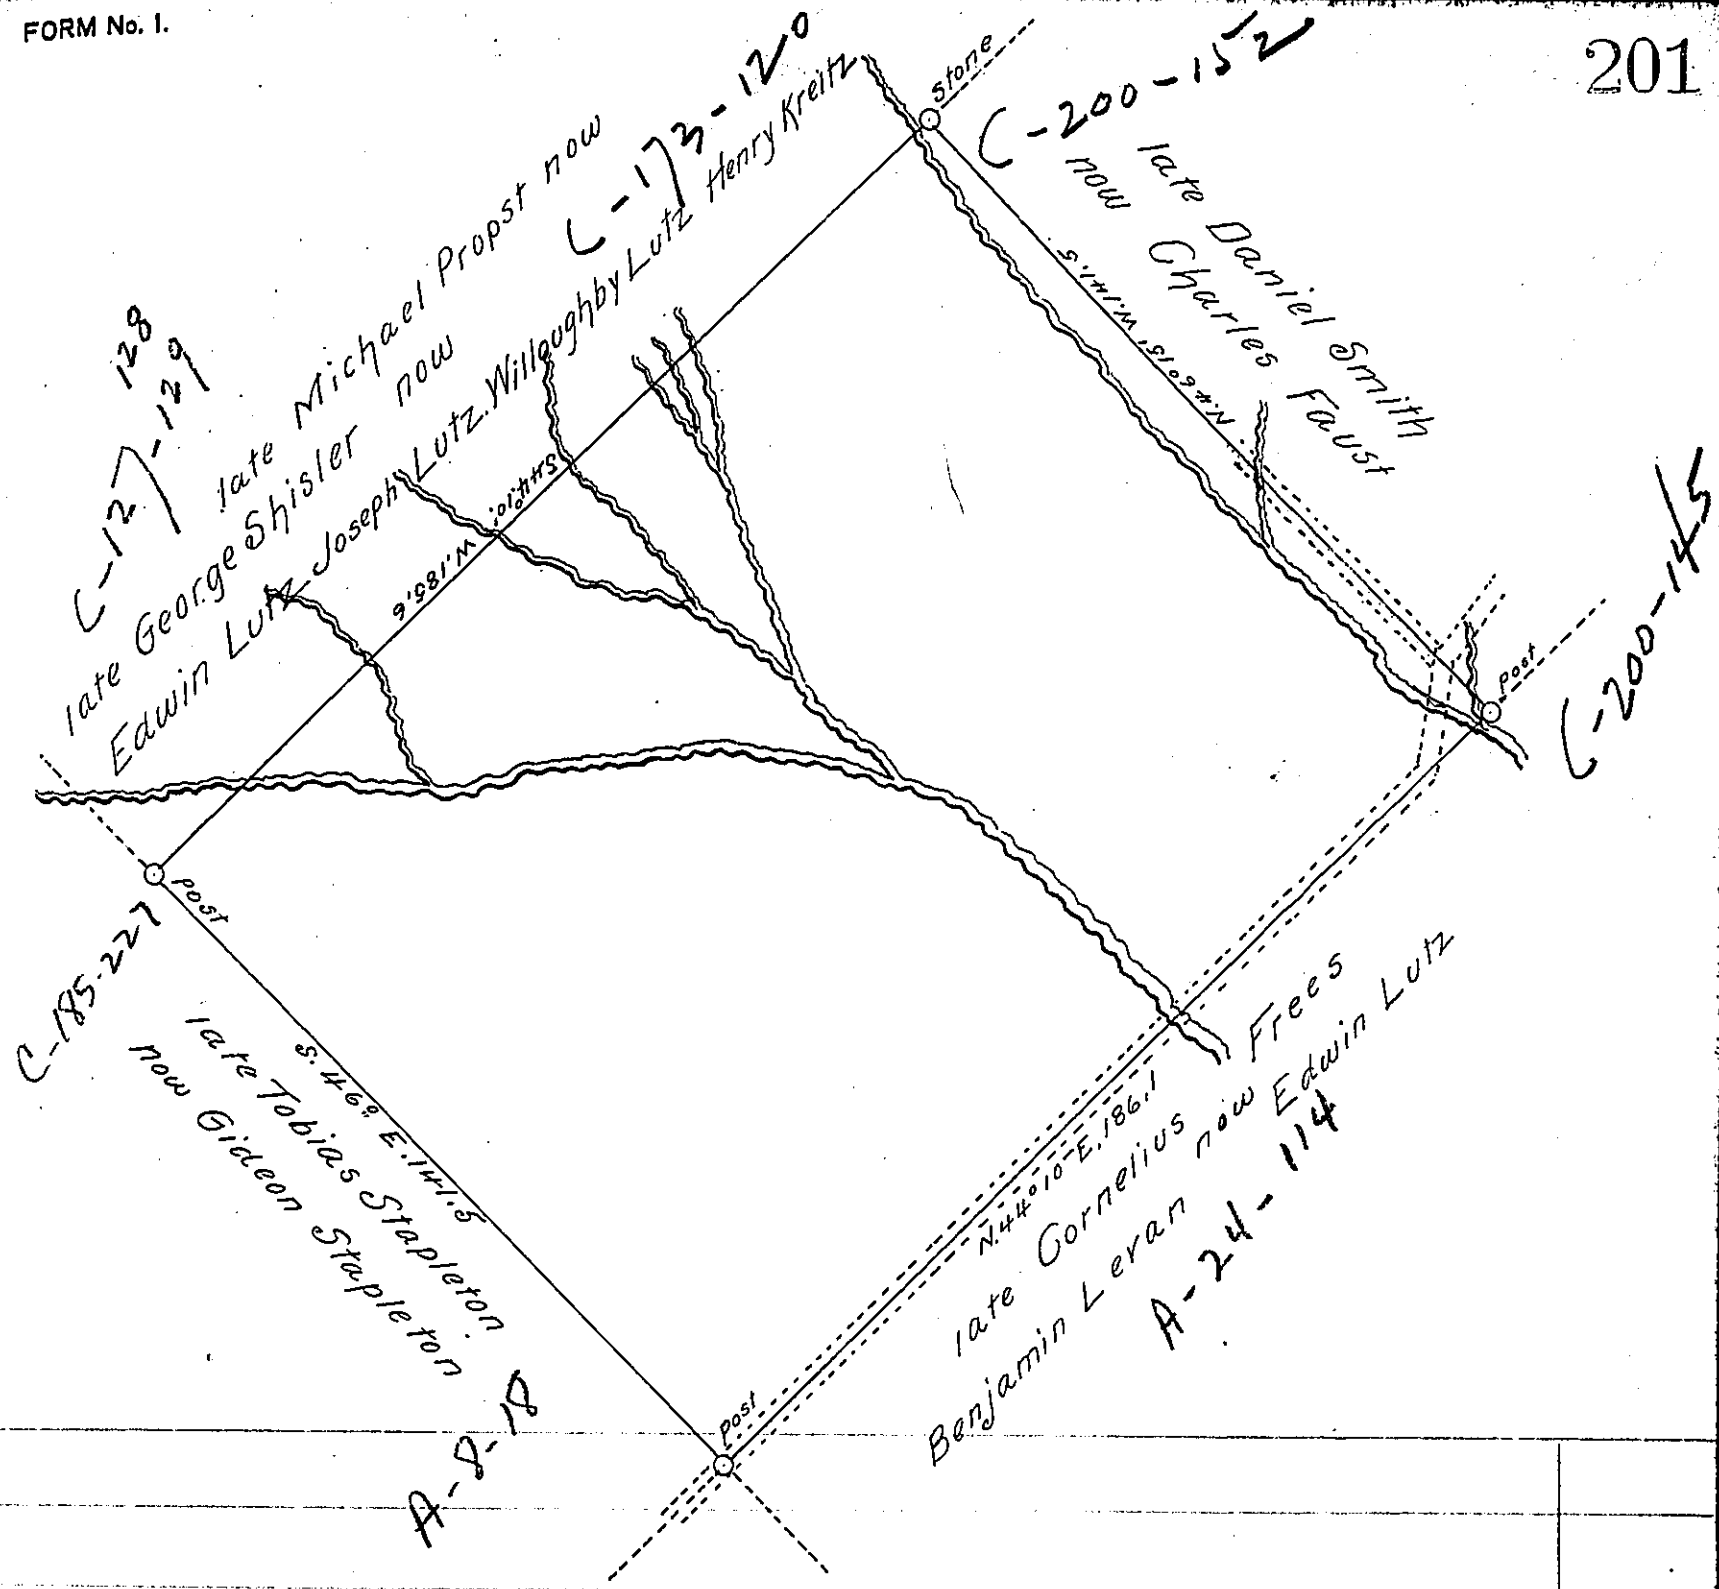 FORM No. 1.
201
C-173-120
C-200-152
Stone
late Michael Propst now
Henry Kreitz
late Daniel Smith
now Charles Faust
128
C-127-129
late George Shisler now
Edwin Lutz Joseph Lutz. Willoughby Lutz
S.44°.10' W.185.6
N.46°15' W.141.5
C-200-145
Post
post
C-185-227
S. 46° E. 141.5
late Tobias Stapleton
now Gideon Stapleton
A-8-18
post
N.44°10 E.186.1
late Cornelius Frees
Benjamin Levan now Edwin Lutz
A-24-114